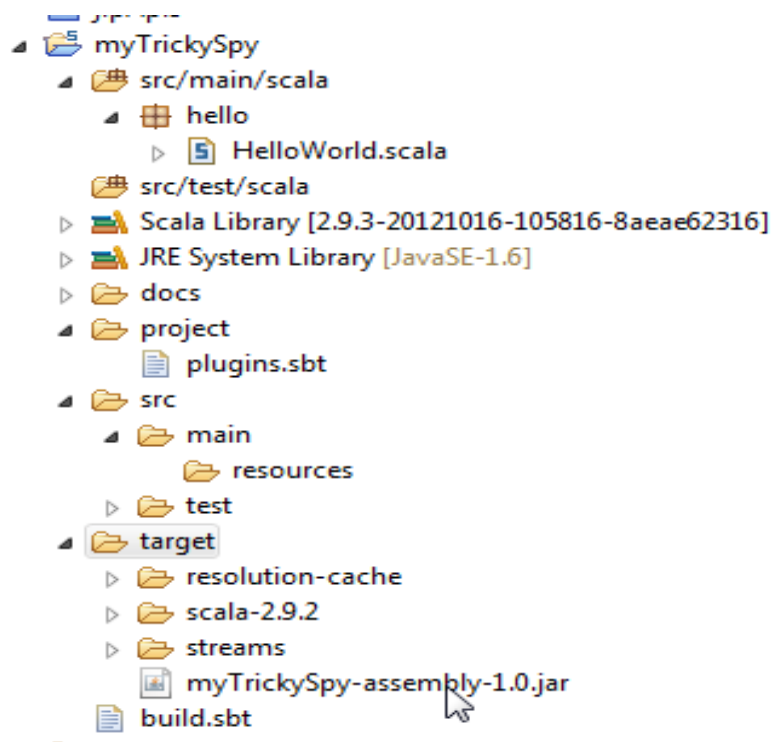 myTrickySpy
src/main/scala
hello
HelloWorld.scala
src/test/scala
Scala Library [2.9.3-20121016-105816-8aeae62316]
JRE System Library [JavaSE-1.6]
docs
project
plugins.sbt
src
main
resources
test
target
resolution-cache
scala-2.9.2
streams
myTrickySpy-assembly-1.0.jar
build.sbt